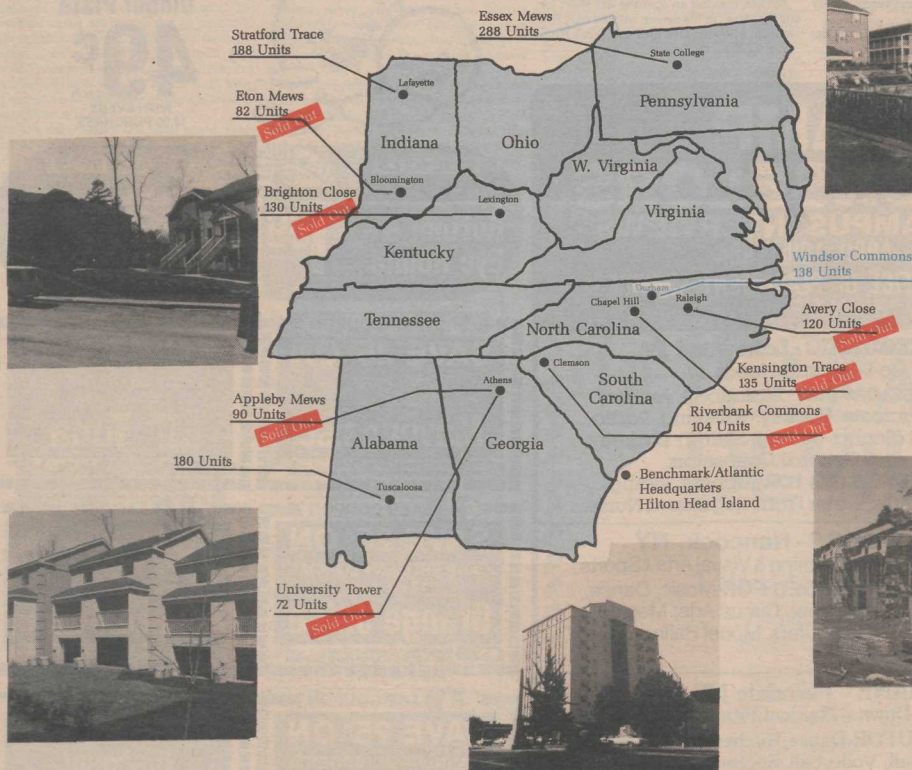 Stratford Trace
188 Units
Essex Mews
288 Units
State College
Lafayette
Pennsylvania
Eton Mews
82 Units
Sold Out
Indiana
Ohio
W. Virginia
Bloomington
Brighton Close
130 Units
Sold Out
Lexington
Virginia
Kentucky
Windsor Commons
138 Units
Durham
Chapel Hill
Raleigh
Tennessee
North Carolina
Avery Close
120 Units
Sold Out
Clemson
South
Carolina
Kensington Trace
135 Units
Sold Out
Athens
Appleby Mews
90 Units
Sold Out
Riverbank Commons
104 Units
Sold Out
Alabama
Georgia
180 Units
Tuscaloosa
Benchmark/Atlantic
Headquarters
Hilton Head Island
University Tower
72 Units
Sold Out